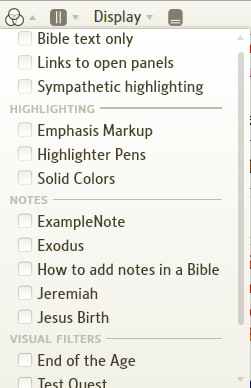 Display
Bible text only
Links to open panels
Sympathetic highlighting
HIGHLIGHTING
Emphasis Markup
Highlighter Pens
Solid Colors
NOTES
ExampleNote
Exodus
How to add notes in a Bible
Jeremiah
Jesus Birth
VISUAL FILTERS
End of the Age
Test Quest